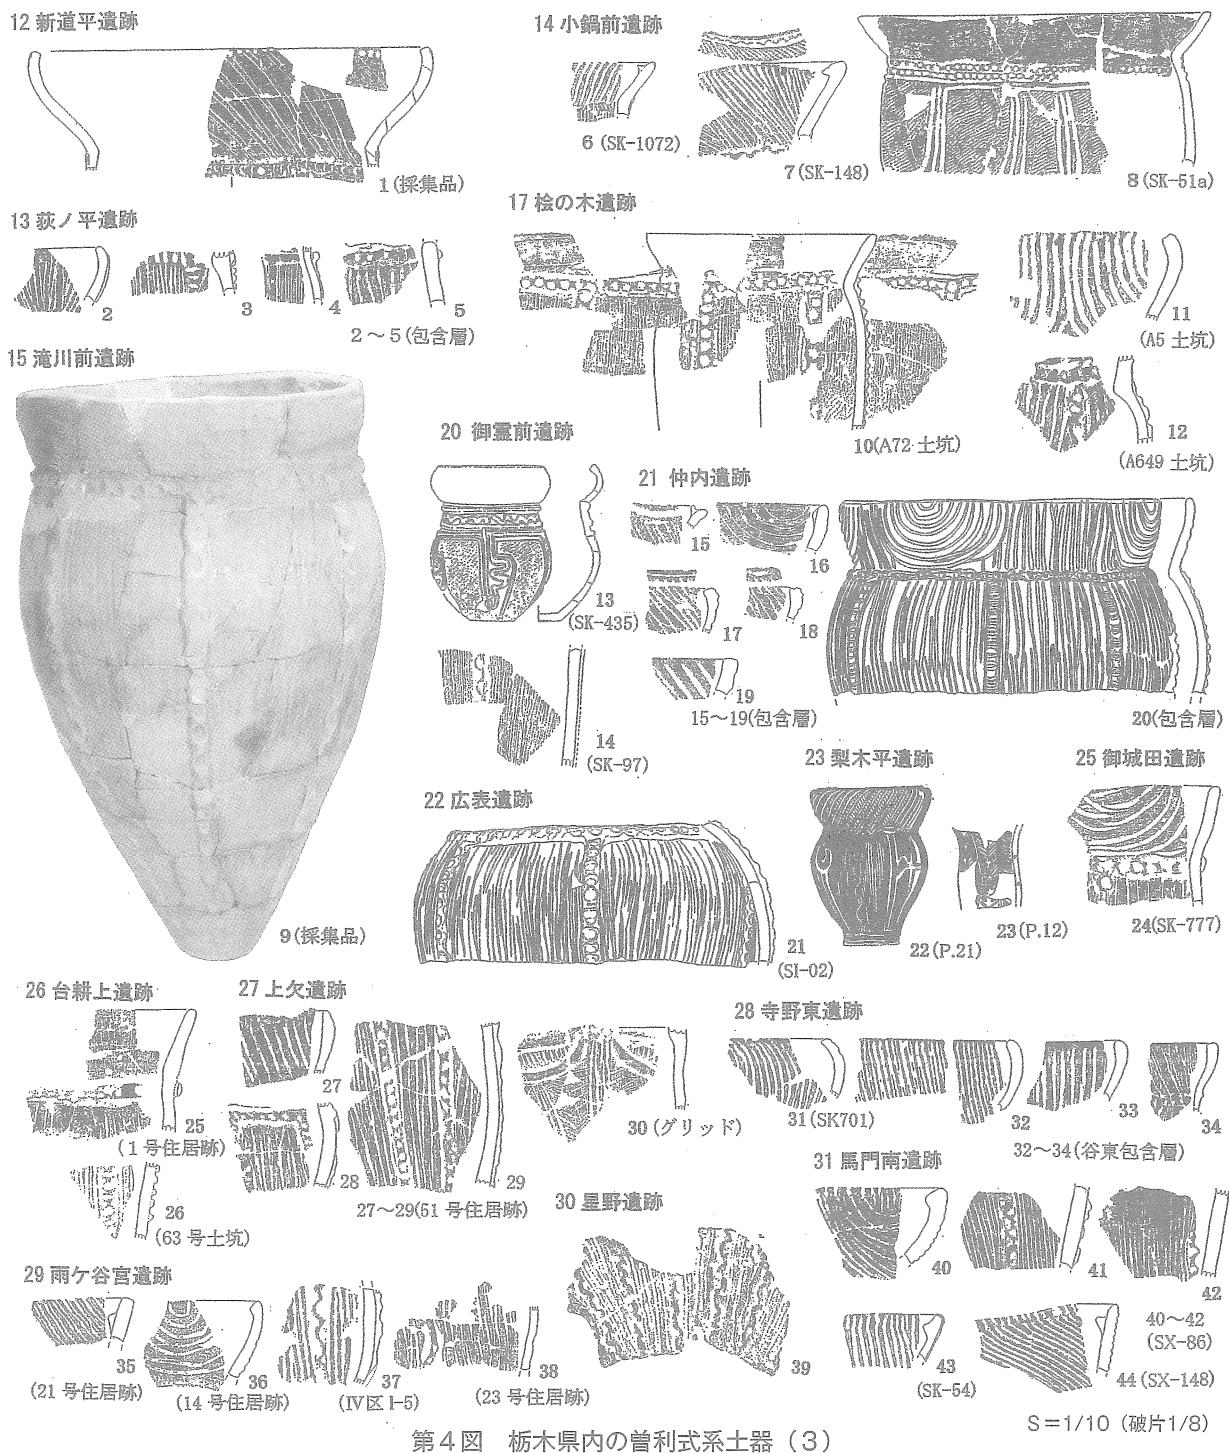 12 新道平遺跡
1 (採集品)
14 小鍋前遺跡
6 (SK-1072)
7 (SK-148)
8 (SK-51a)
13 荻ノ平遺跡
2
3
4
5
2～5 (包含層)
17 桧の木遺跡
10(A72 土坑)
11
(A5 土坑)
12
(A649 土坑)
15 滝川前遺跡
9 (採集品)
20 御霊前遺跡
13
(SK-435)
14
(SK-97)
21 仲内遺跡
15
16
17
18
19
15～19(包含層)
20(包含層)
22 広表遺跡
21
(SI-02)
23 梨木平遺跡
22 (P.21)
23 (P.12)
25 御城田遺跡
24(SK-777)
26 台耕上遺跡
25
(1号住居跡)
26
(63号土坑)
27 上欠遺跡
27
28
29
27～29(51号住居跡)
30 (グリッド)
28 寺野東遺跡
31 (SK701)
32
33
34
32～34 (谷東包含層)
29 雨ケ谷宮遺跡
35
(21号住居跡)
36
(14号住居跡)
37
(Ⅳ区 I-5)
38
(23号住居跡)
30 星野遺跡
39
31 馬門南遺跡
40
41
42
40～42
(SX-86)
43
(SK-54)
44 (SX-148)
S＝1/10 (破片1/8)
第４図 栃木県内の曽利式系土器（３）